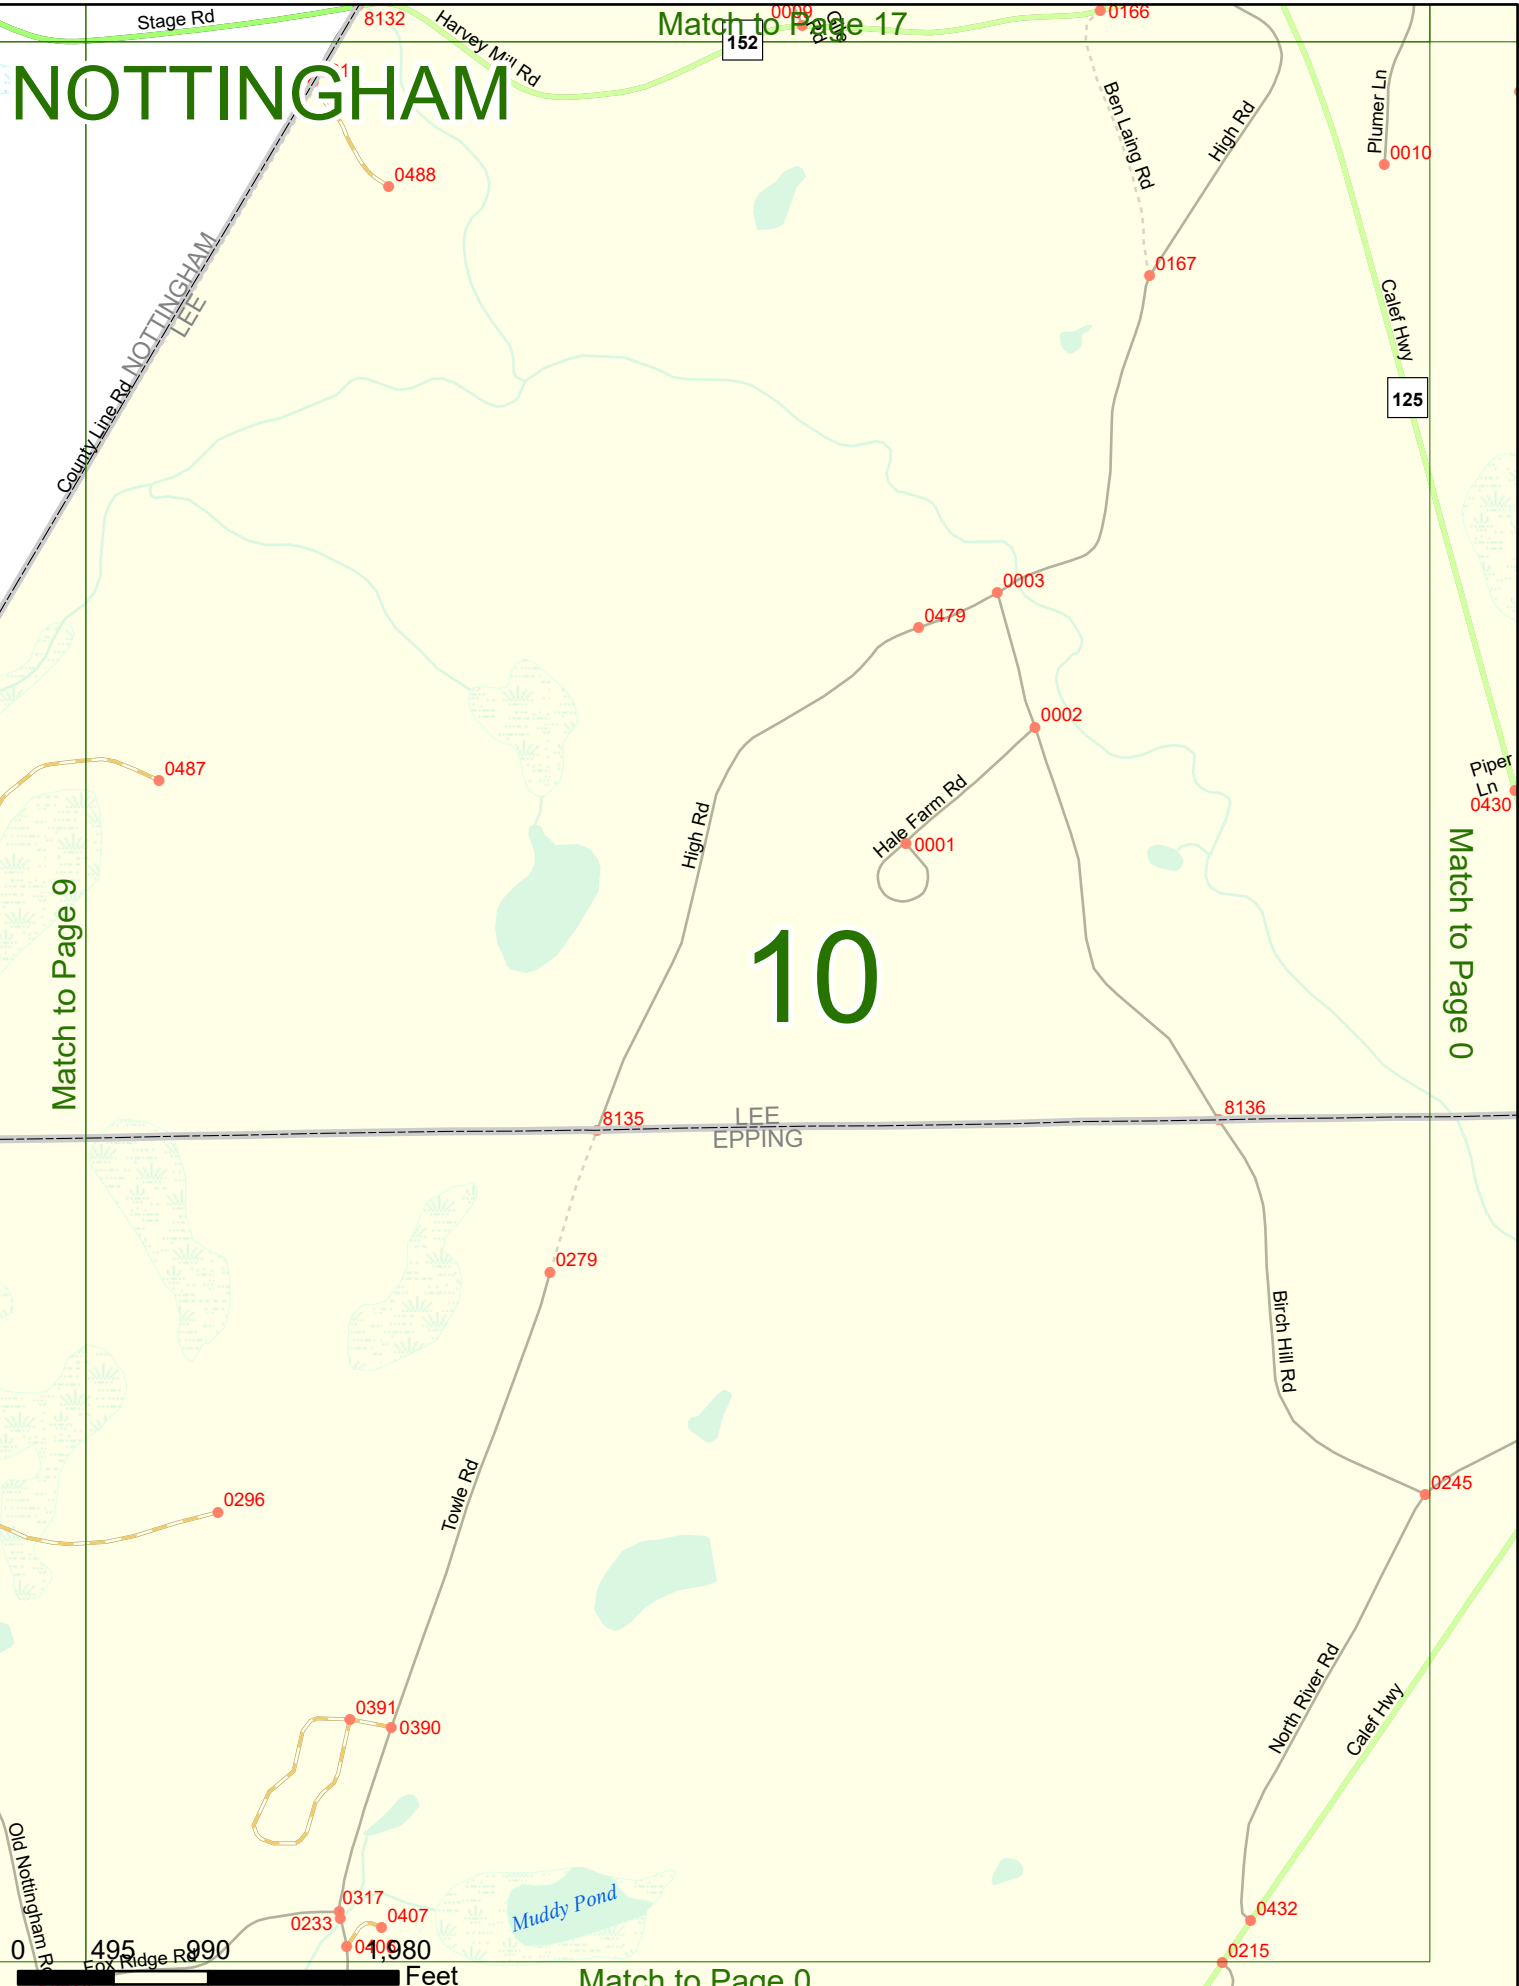 Stage Rd
8132
Harvey Mill Rd
0009
Match to Page 17
0166
152
NOTTINGHAM
Ben Laing Rd
High Rd
Plumer Ln
0010
0488
NOTTINGHAM
LEE
0167
Calef Hwy
125
County Line Rd
0003
0479
0002
0487
Piper
Ln
0430
High Rd
Hale Farm Rd
0001
Match to Page 9
10
Match to Page 0
8135
LEE
EPPING
8136
0279
Birch Hill Rd
Towle Rd
0245
0296
North River Rd
Calef Hwy
0391
0390
Old Nottingham Rd
0317
0233
0407
0406
Muddy Pond
0432
0215
Fox Ridge Rd
0 495 990 1,980
Feet
Match to Page 0